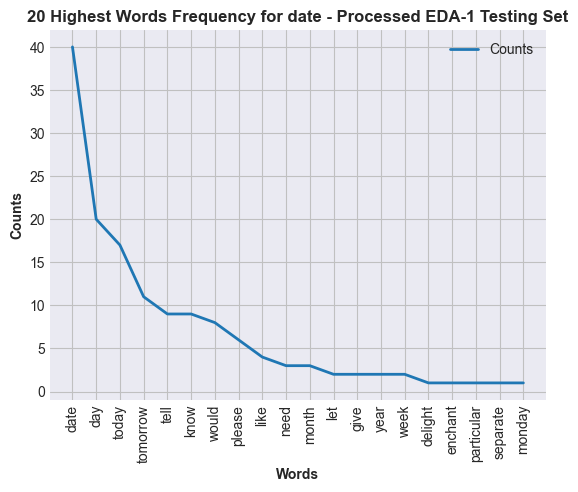 20 Highest Words Frequency for date - Processed EDA-1 Testing Set
Counts
40
35
30
25
20
15
10
5
0
Counts
date
day
today
tomorrow
tell
know
would
please
like
need
month
let
give
year
week
delight
enchant
particular
separate
monday
Words